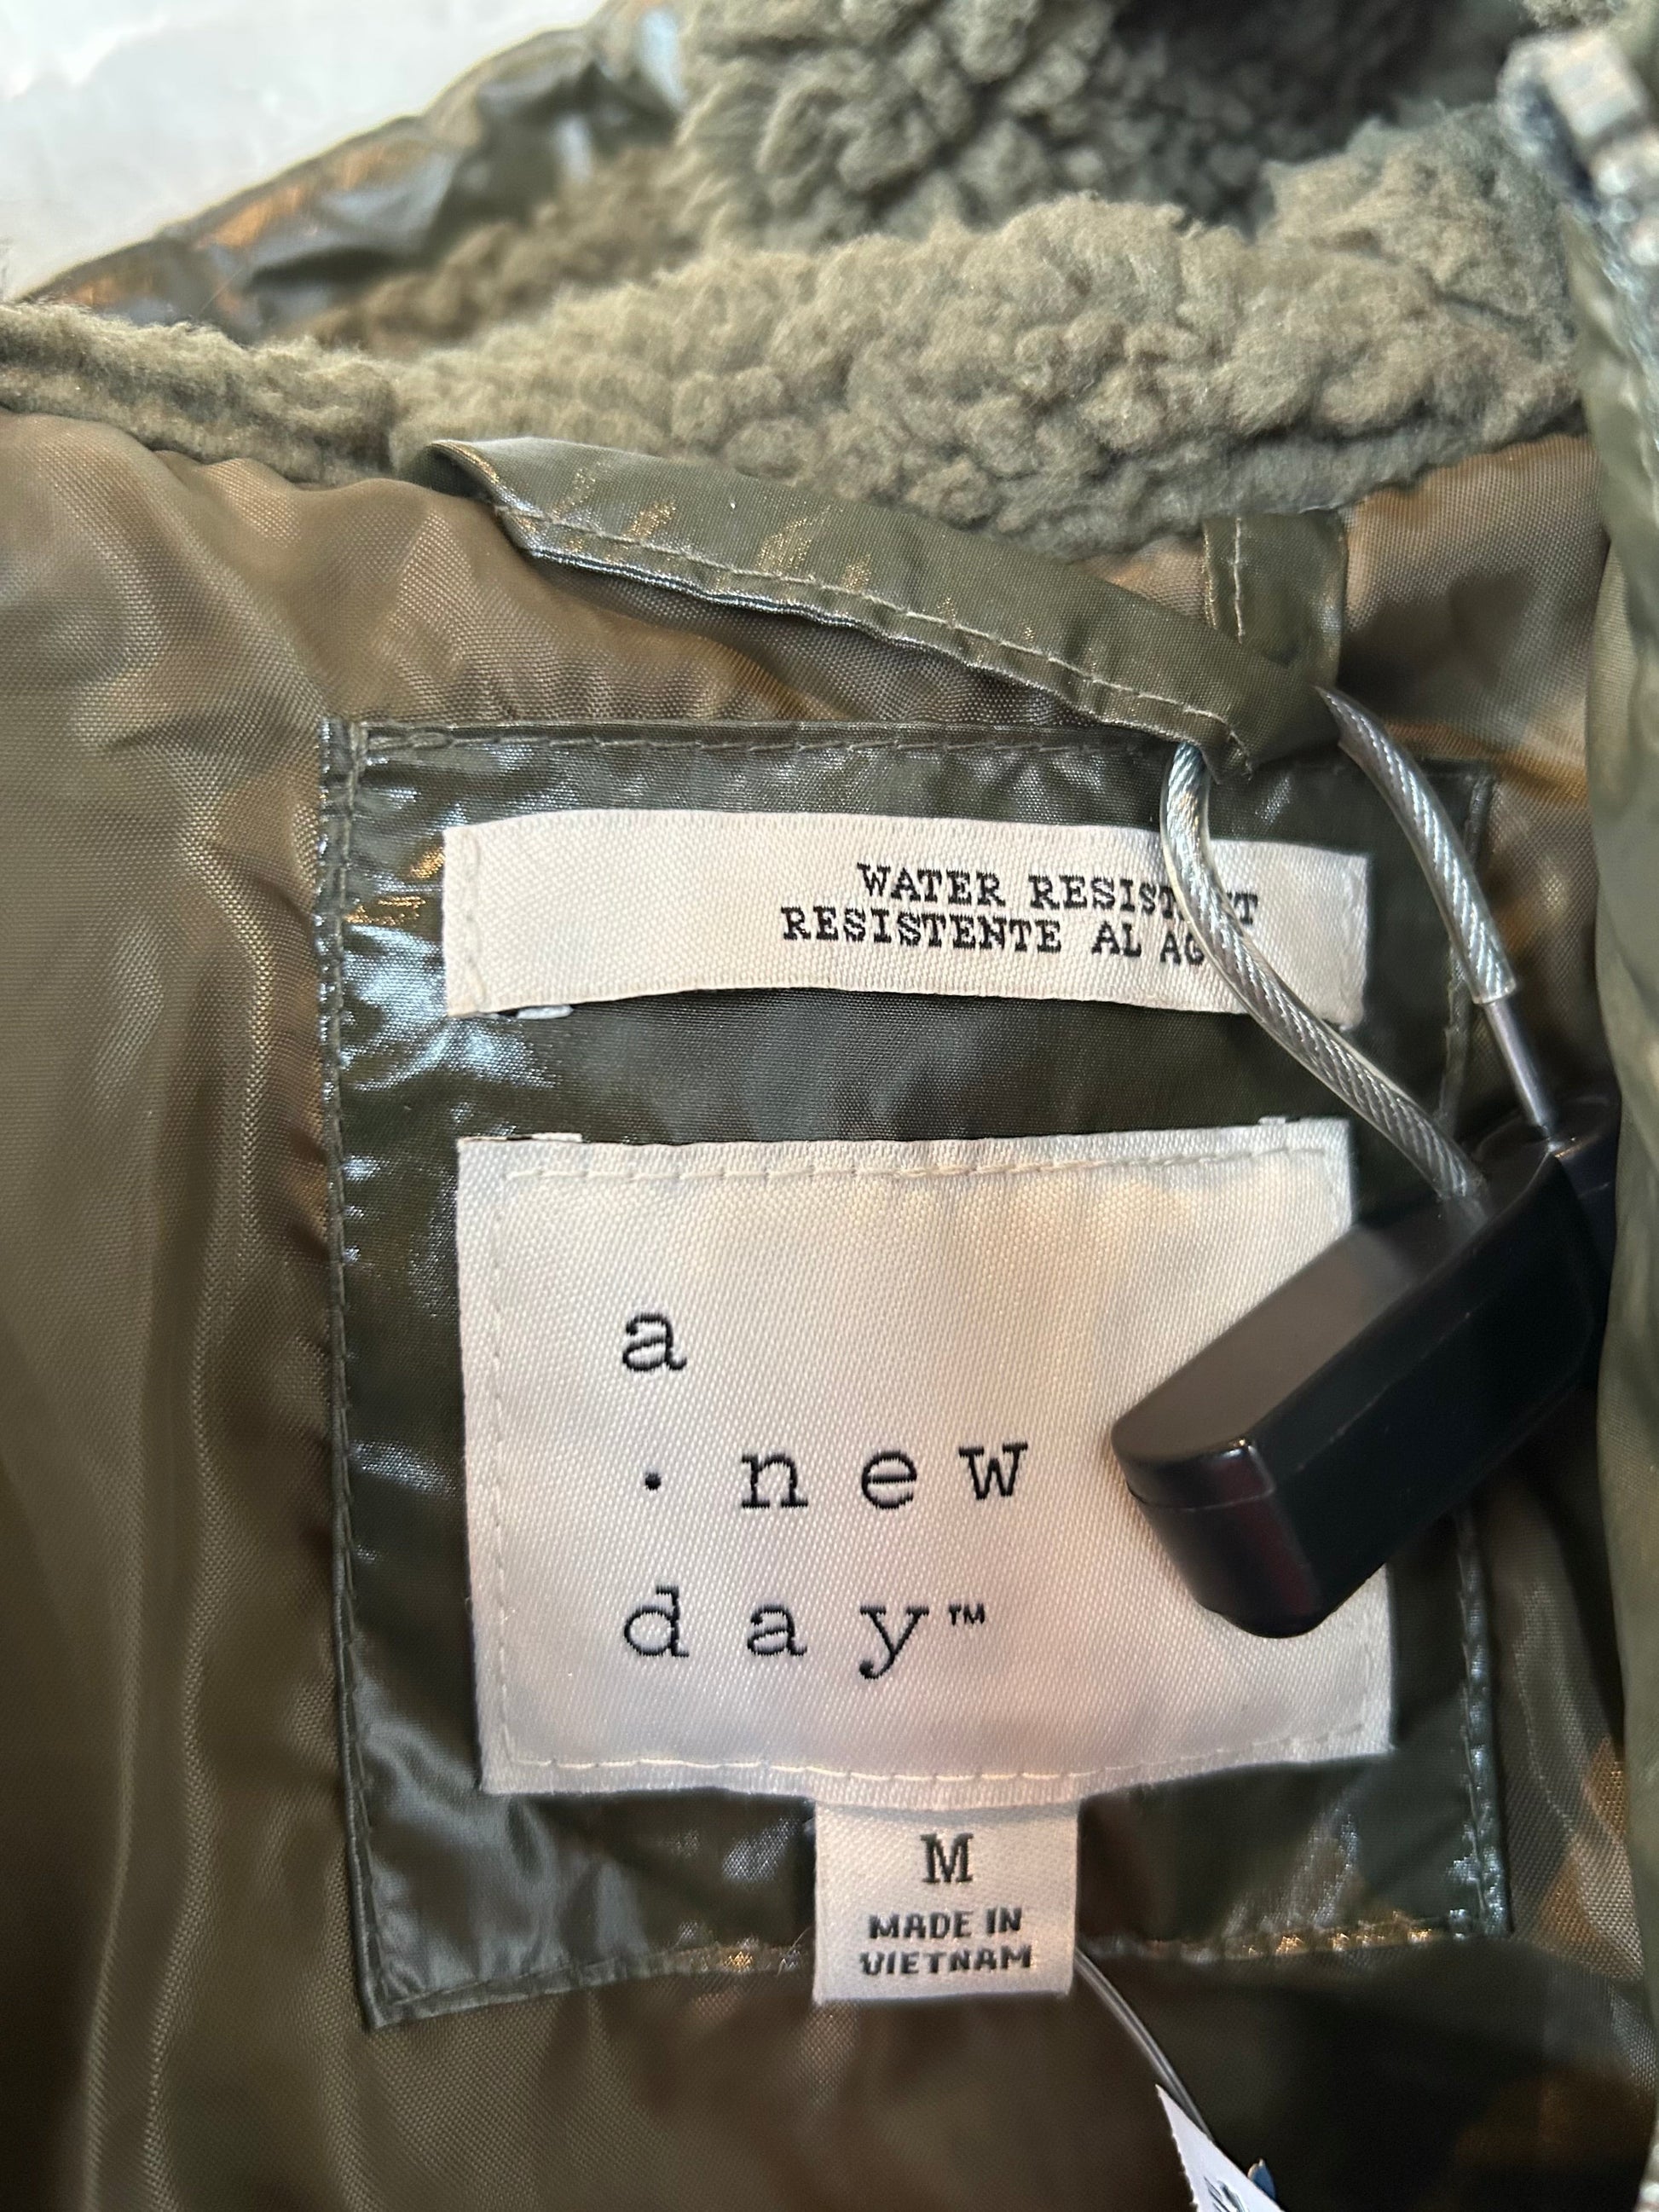 WATER
RESISTENTE AL
a
· new
day™
M
MADE IN
VIETNAM